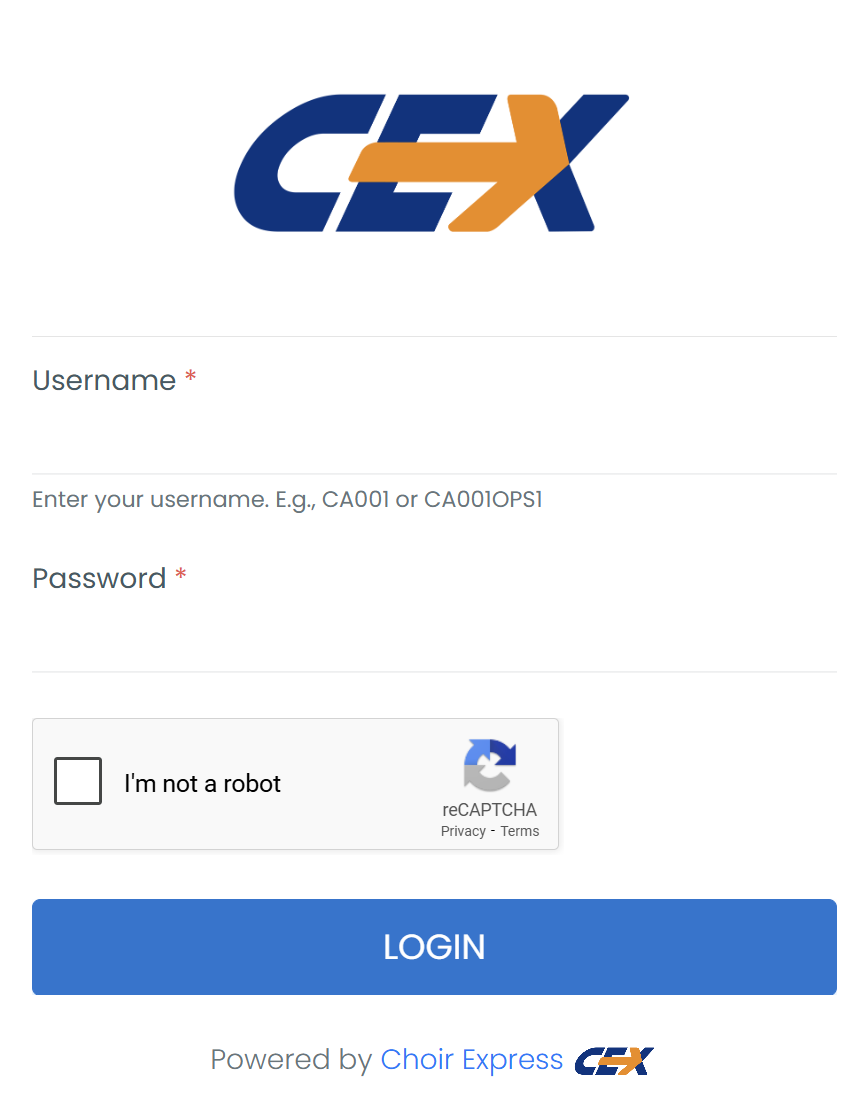 CEX
Username *
Enter your username. E.g., CA001 or CA001OPS1
Password *
I'm not a robot
reCAPTCHA
Privacy - Terms
LOGIN
Powered by Choir Express CEX